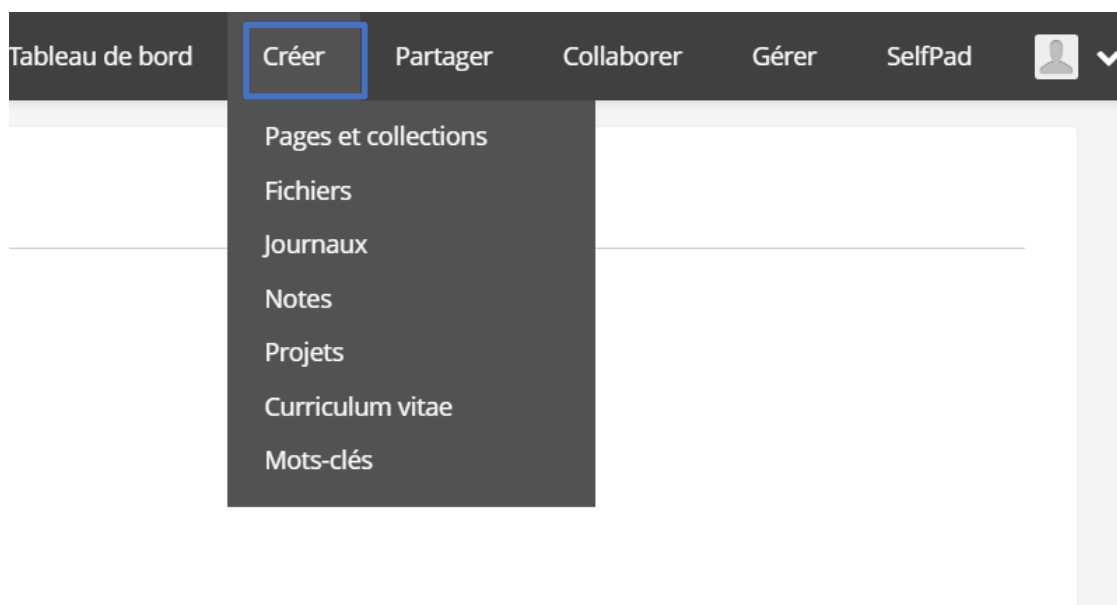 Tableau de bord Créer Partager Collaborer Gérer SelfPad
Pages et collections
Fichiers
Journaux
Notes
Projets
Curriculum vitae
Mots-clés